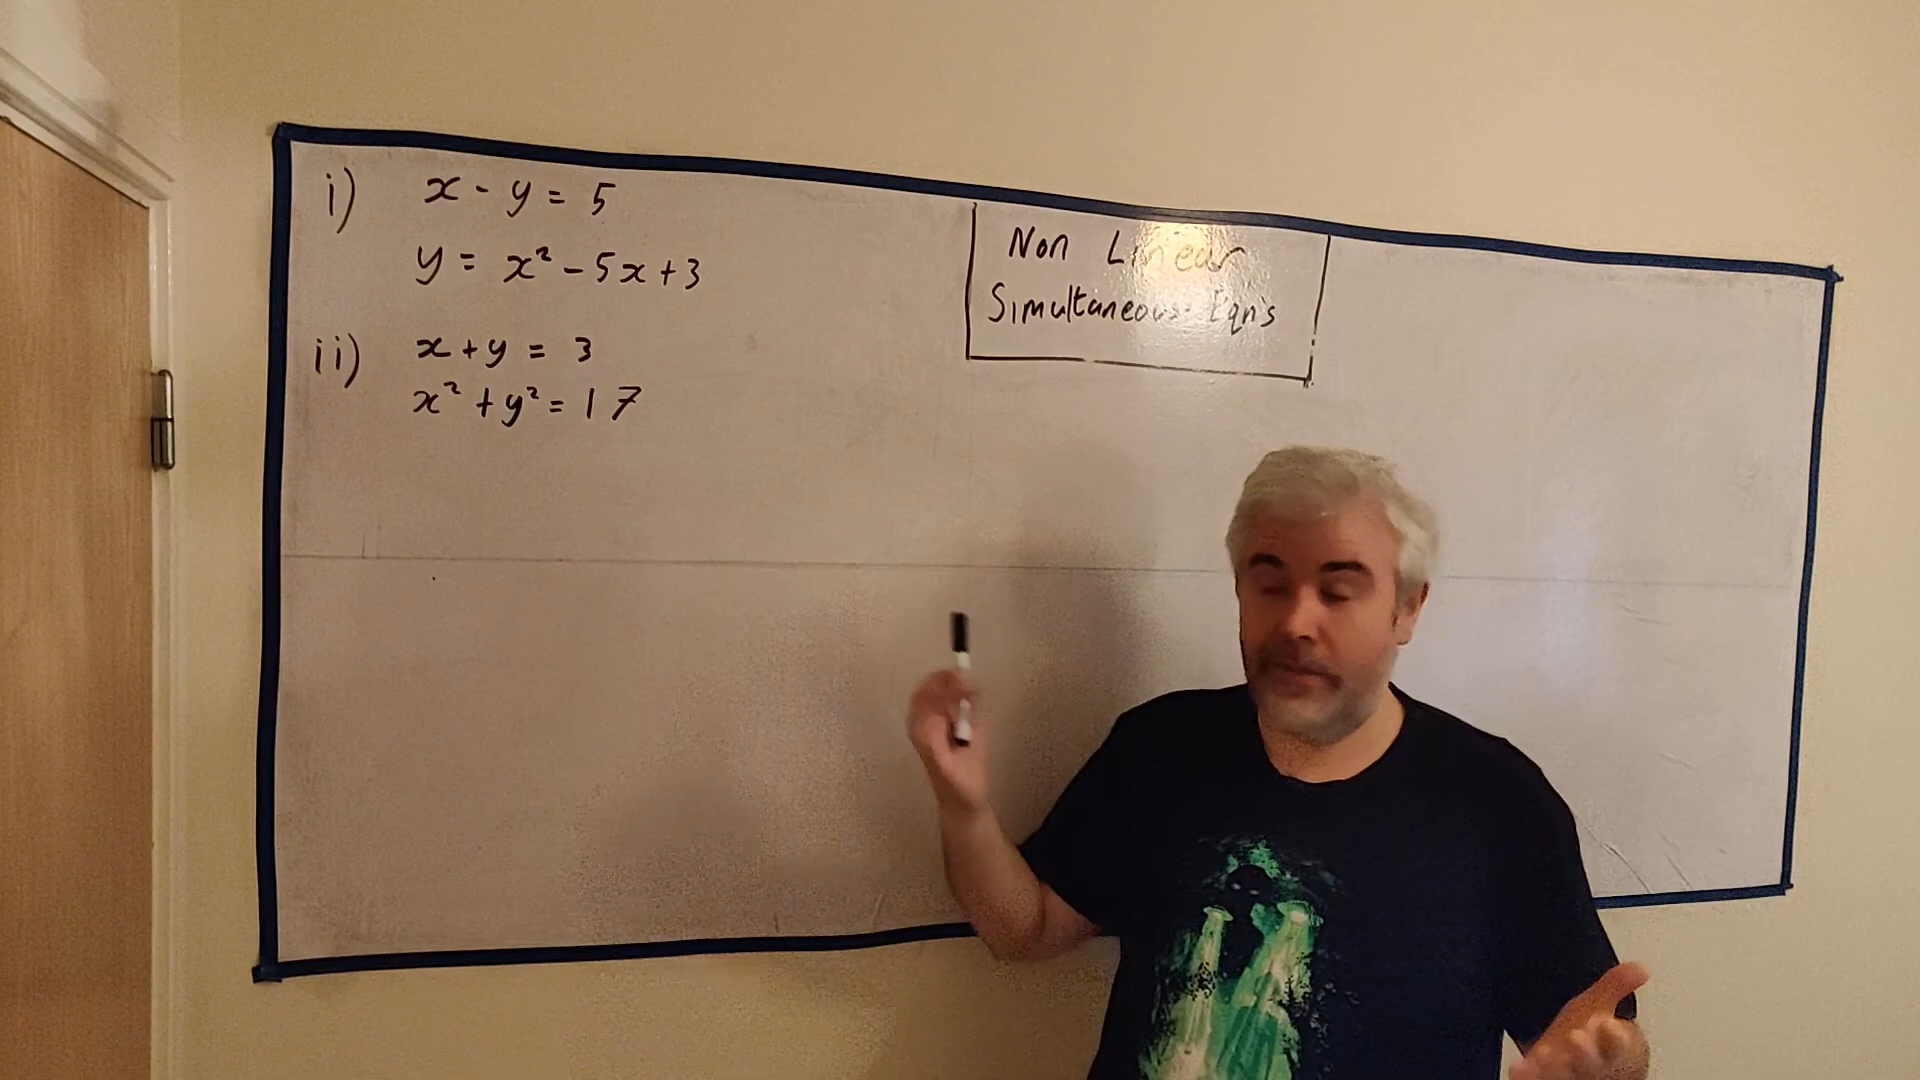 i) x - y = 5
y = x² - 5x + 3
ii) x + y = 3
x² + y² = 17
Non Linear
Simultaneous Eqn's